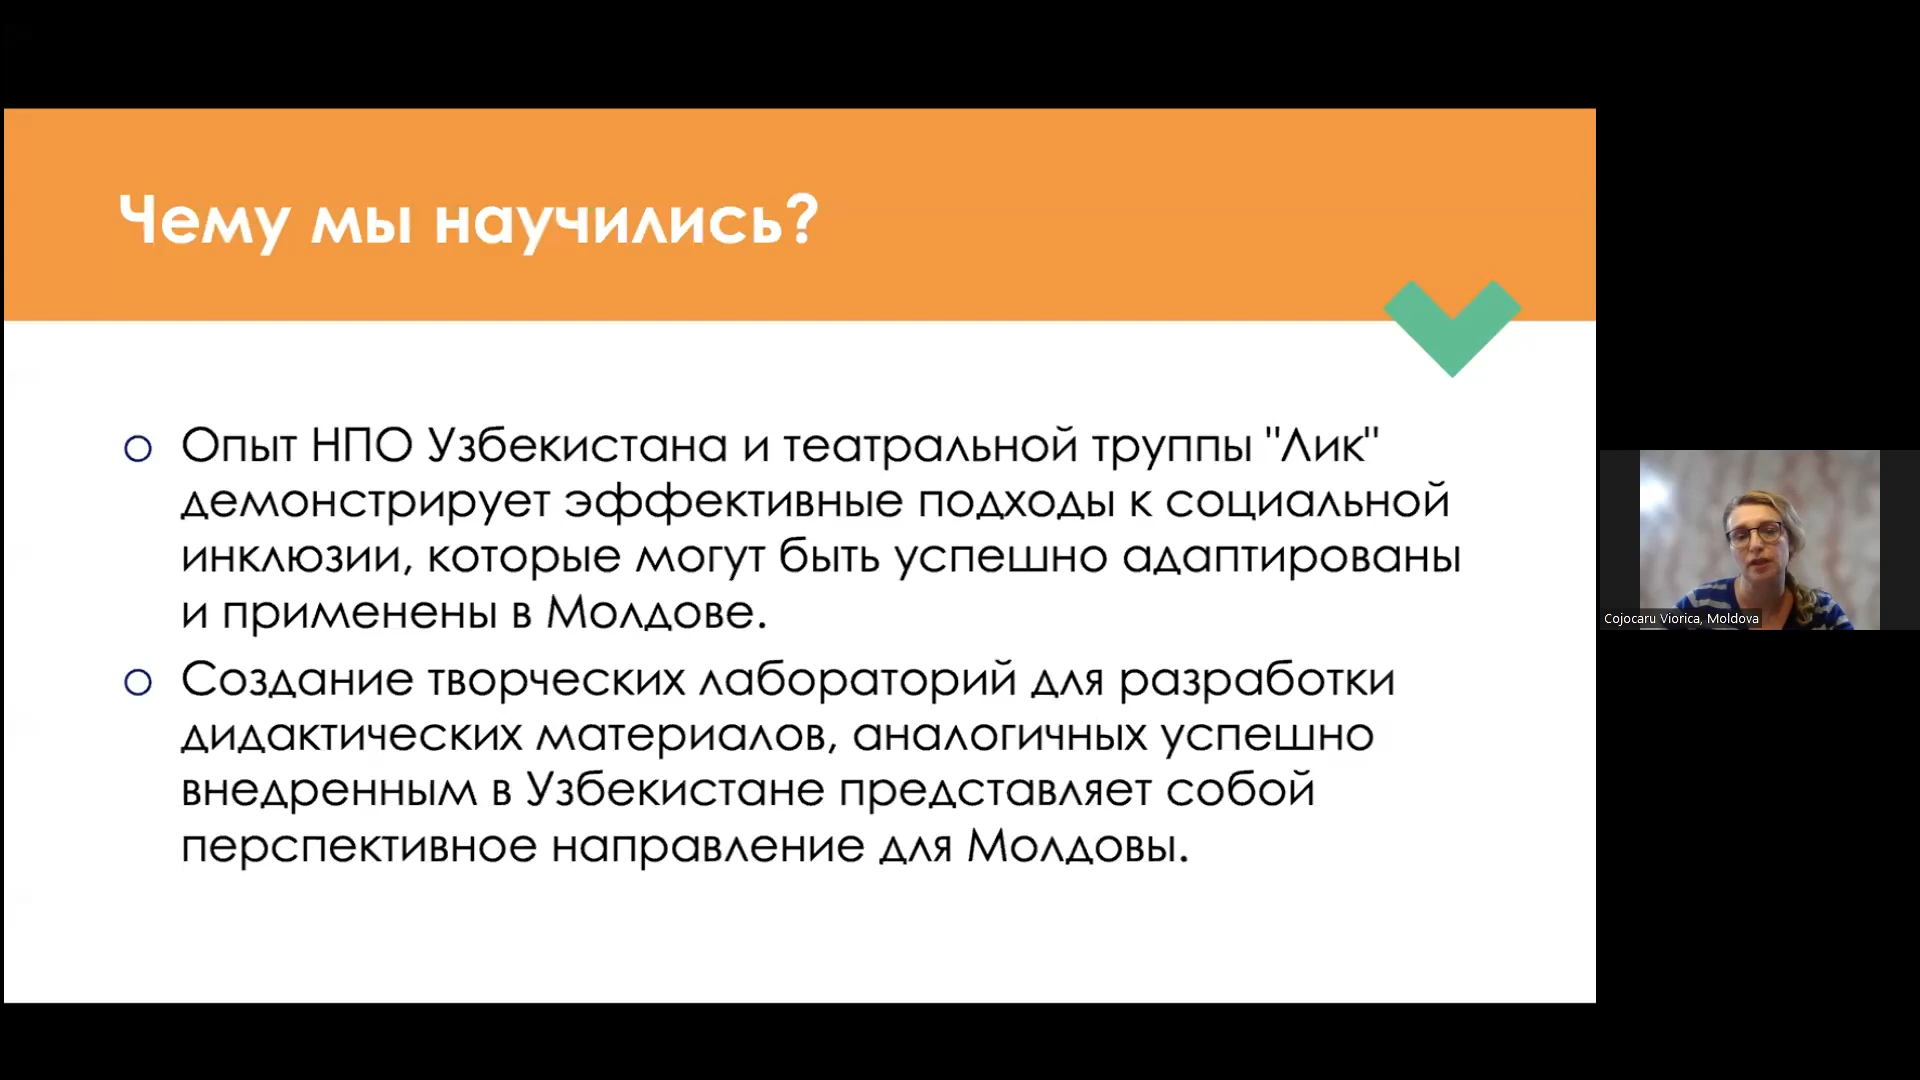 Чему мы научились?
Опыт НПО Узбекистана и театральной труппы "Лик"
демонстрирует эффективные подходы к социальной
инклюзии, которые могут быть успешно адаптированы
и применены в Молдове.
Создание творческих лабораторий для разработки
дидактических материалов, аналогичных успешно
внедренным в Узбекистане представляет собой
перспективное направление для Молдовы.
Cojocaru Viorica, Moldova